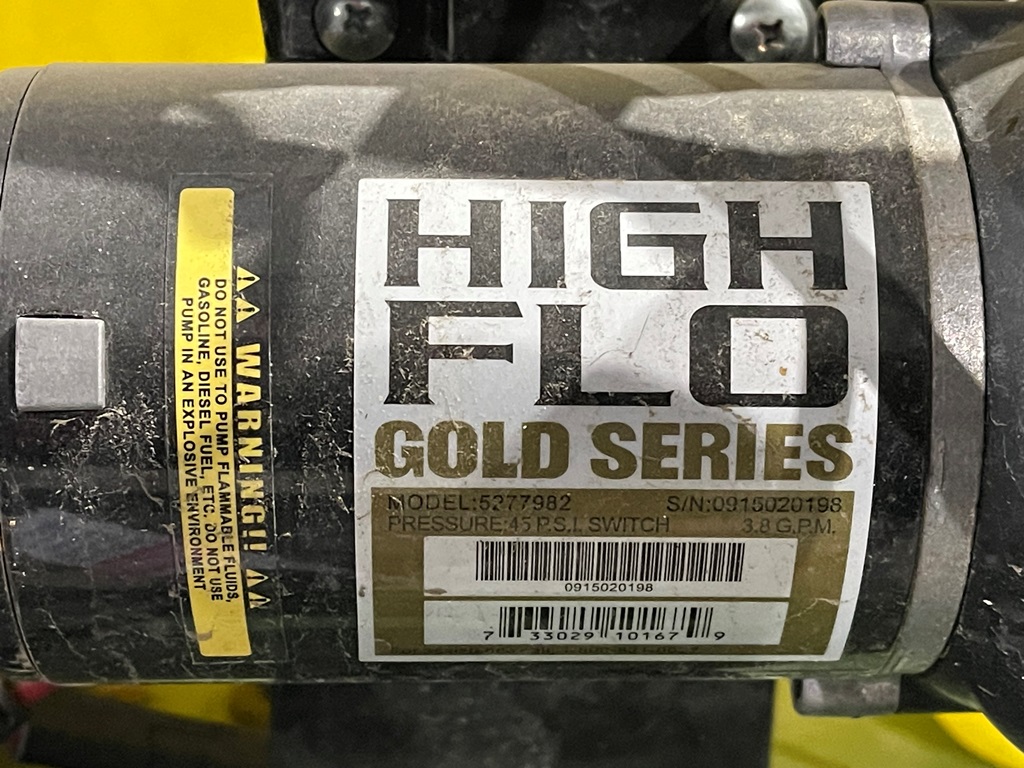 HIGH
FLO
GOLD SERIES
MODEL:5277982 S/N:0915020198
PRESSURE:45 P.S.I. SWITCH 3.8 G.P.M.
0915020198
7 33029 10167 9
WARNING!!
DO NOT USE TO PUMP FLAMMABLE FLUIDS,
GASOLINE, DIESEL FUEL, ETC. DO NOT USE
PUMP IN AN EXPLOSIVE ENVIRONMENT